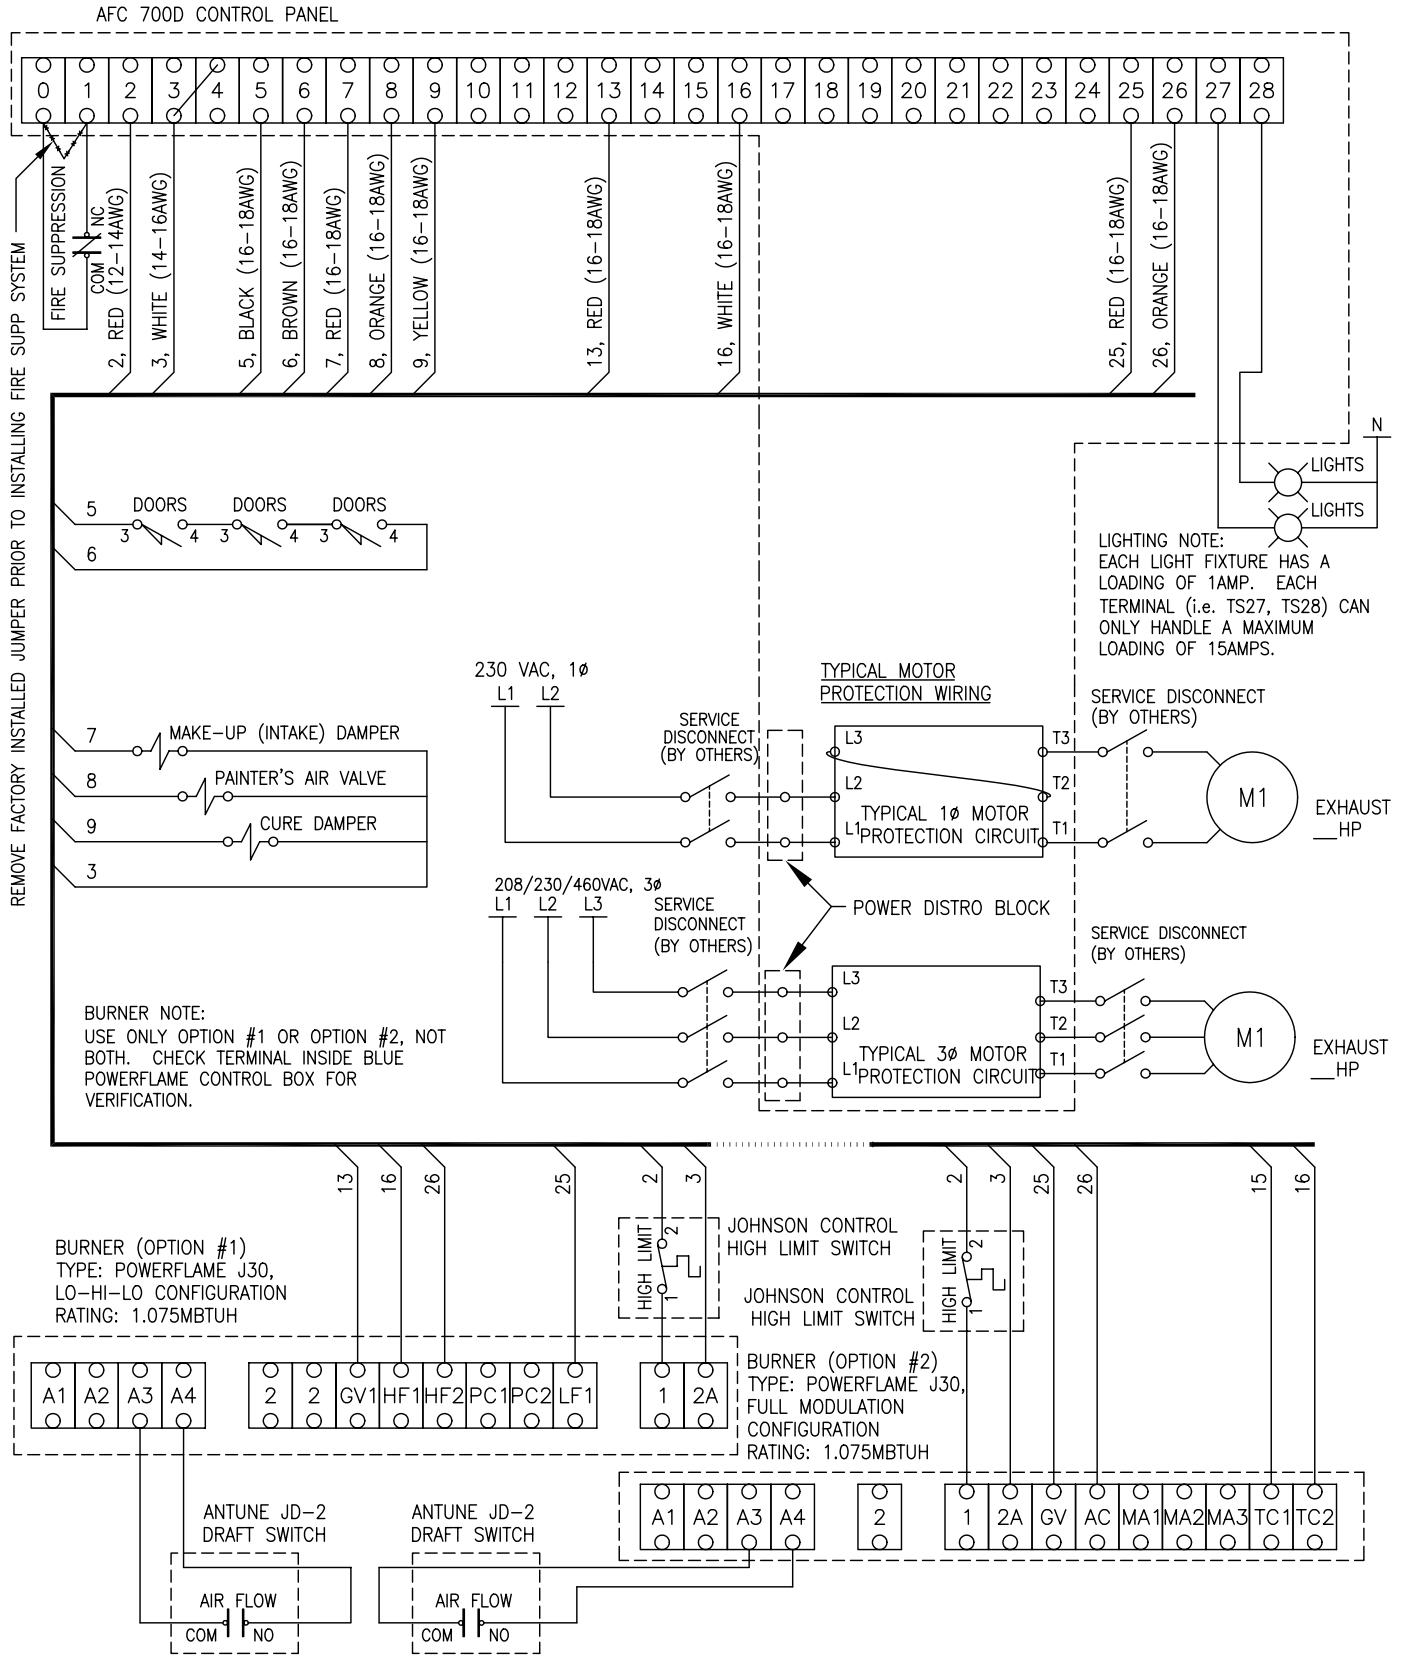 AFC 700D CONTROL PANEL
0 1 2 3 4 5 6 7 8 9 10 11 12 13 14 15 16 17 18 19 20 21 22 23 24 25 26 27 28
REMOVE FACTORY INSTALLED JUMPER PRIOR TO INSTALLING FIRE SUPP SYSTEM
FIRE SUPPRESSION
COM NC
2, RED (12-14AWG)
3, WHITE (14-16AWG)
5, BLACK (16-18AWG)
6, BROWN (16-18AWG)
7, RED (16-18AWG)
8, ORANGE (16-18AWG)
9, YELLOW (16-18AWG)
13, RED (16-18AWG)
16, WHITE (16-18AWG)
25, RED (16-18AWG)
26, ORANGE (16-18AWG)
N
LIGHTS
LIGHTS
LIGHTING NOTE:
EACH LIGHT FIXTURE HAS A
LOADING OF 1AMP. EACH
TERMINAL (i.e. TS27, TS28) CAN
ONLY HANDLE A MAXIMUM
LOADING OF 15AMPS.
5
DOORS DOORS DOORS
3 4 3 4 3 4
6
7
MAKE-UP (INTAKE) DAMPER
8
PAINTER'S AIR VALVE
9
CURE DAMPER
3
230 VAC, 1ø
L1 L2
SERVICE
DISCONNECT
(BY OTHERS)
TYPICAL MOTOR
PROTECTION WIRING
L3
L2
L1
TYPICAL 1ø MOTOR
PROTECTION CIRCUIT
T3
T2
T1
SERVICE DISCONNECT
(BY OTHERS)
M1
EXHAUST
__HP
POWER DISTRO BLOCK
208/230/460VAC, 3ø
L1 L2 L3
SERVICE
DISCONNECT
(BY OTHERS)
L3
L2
L1
TYPICAL 3ø MOTOR
PROTECTION CIRCUIT
T3
T2
T1
SERVICE DISCONNECT
(BY OTHERS)
M1
EXHAUST
__HP
BURNER NOTE:
USE ONLY OPTION #1 OR OPTION #2, NOT
BOTH. CHECK TERMINAL INSIDE BLUE
POWERFLAME CONTROL BOX FOR
VERIFICATION.
13 16 26 25 2 3 2 3 25 26 15 16
BURNER (OPTION #1)
TYPE: POWERFLAME J30,
LO-HI-LO CONFIGURATION
RATING: 1.075MBTUH
HIGH LIMIT
1 2
JOHNSON CONTROL
HIGH LIMIT SWITCH
JOHNSON CONTROL
HIGH LIMIT SWITCH
HIGH LIMIT
1 2
A1 A2 A3 A4
2 2 GV1 HF1 HF2 PC1 PC2 LF1
1 2A
BURNER (OPTION #2)
TYPE: POWERFLAME J30,
FULL MODULATION
CONFIGURATION
RATING: 1.075MBTUH
A1 A2 A3 A4
2
1 2A GV AC MA1 MA2 MA3 TC1 TC2
ANTUNE JD-2
DRAFT SWITCH
AIR FLOW
COM NO
ANTUNE JD-2
DRAFT SWITCH
AIR FLOW
COM NO